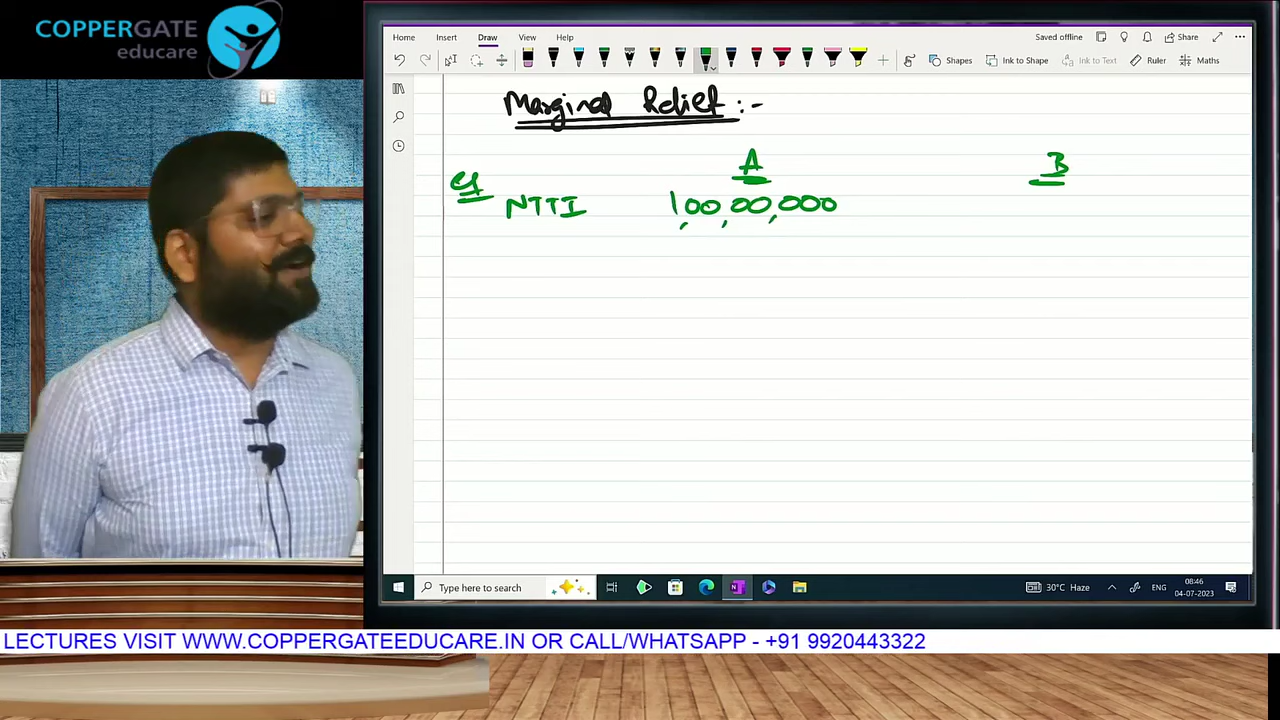 COPPERGATE
educare
Home Insert Draw View Help
Saved offline
Share
Shapes
Ink to Shape
Ink to Text
Ruler
Maths
Marginal Relief :-
A B
eg
NTTI 1,00,00,000
Type here to search
30°C Haze
ENG
08:46
04-07-2023
LECTURES VISIT WWW.COPPERGATEEDUCARE.IN OR CALL/WHATSAPP - +91 9920443322